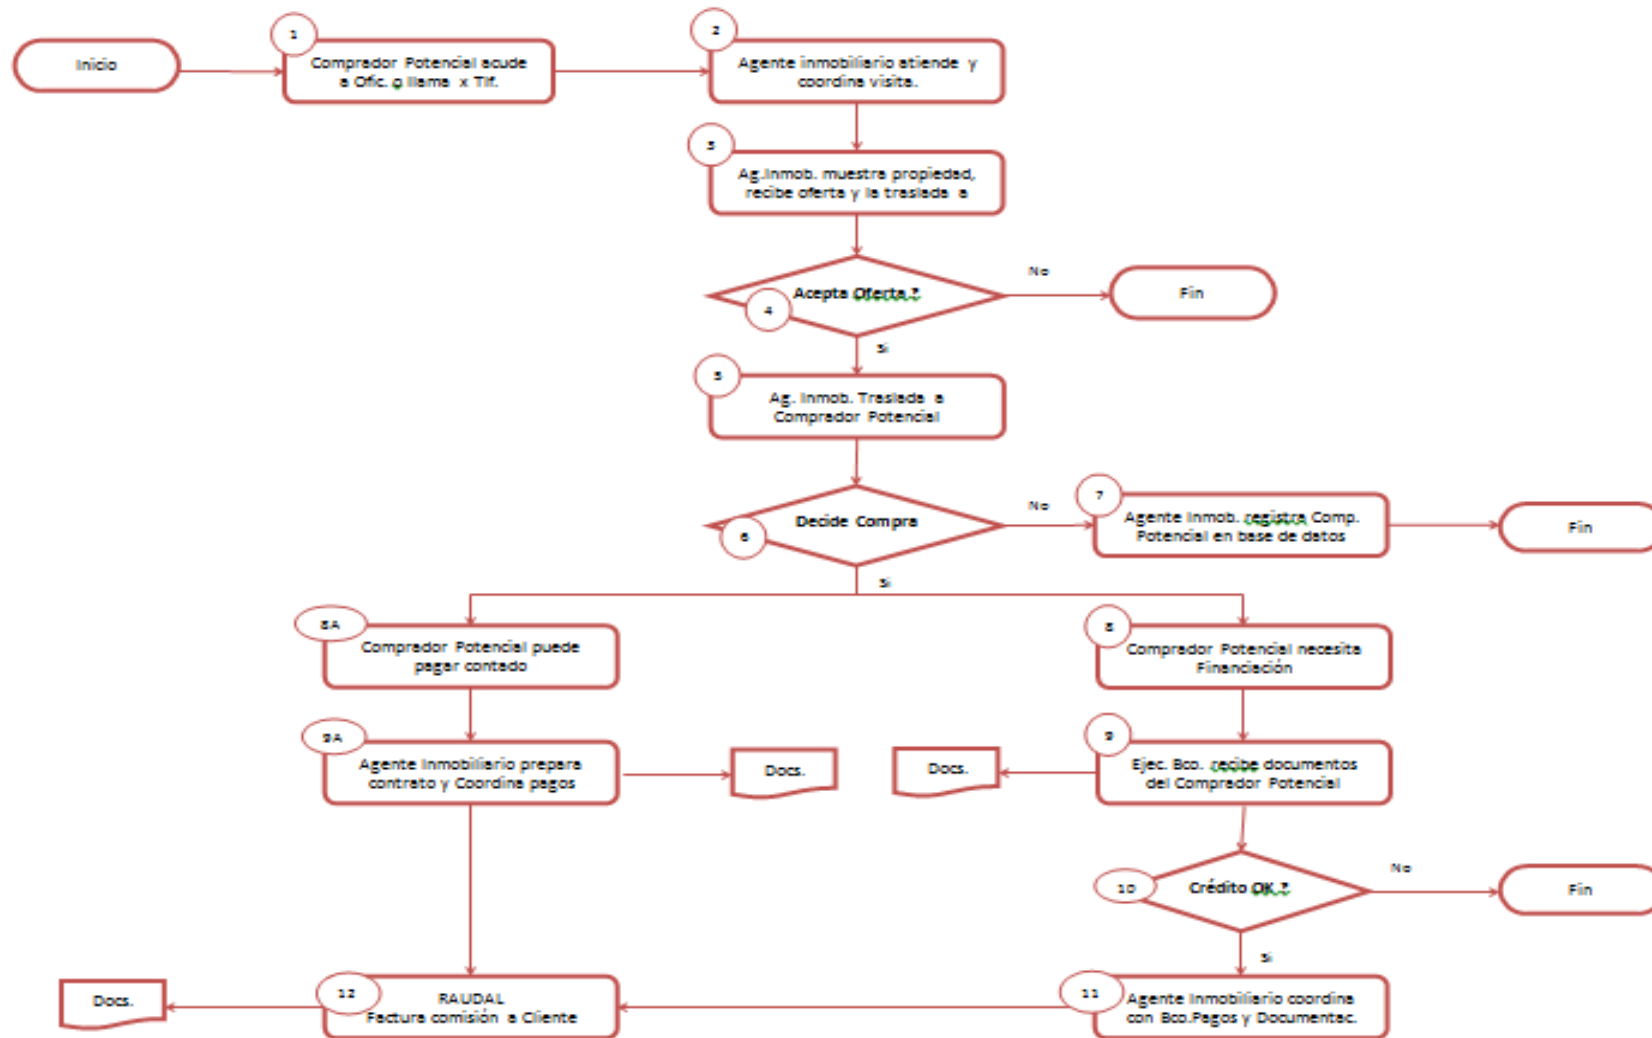 Inicio
1
Comprador Potencial acude
a Ofic. o llama x Tlf.
2
Agente inmobiliario atiende y
coordina visita.
3
Ag.Inmob. muestra propiedad,
recibe oferta y la traslada a
Acepta Oferta ?
4
No
Fin
Si
5
Ag. Inmob. Traslada a
Comprador Potencial
Decide Compra
6
No
7
Agente Inmob. registra Comp.
Potencial en base de datos
Fin
Si
8A
Comprador Potencial puede
pagar contado
8
Comprador Potencial necesita
Financiación
9A
Agente Inmobiliario prepara
contrato y Coordina pagos
Docs.
Docs.
9
Ejec. Bco. recibe documentos
del Comprador Potencial
10
Crédito OK ?
No
Fin
Si
Docs.
12
RAUDAL
Factura comisión a Cliente
11
Agente Inmobiliario coordina
con Bco.Pagos y Documentac.